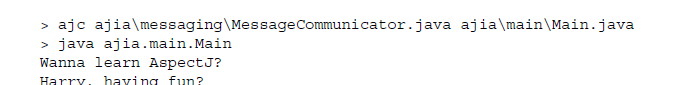 > ajc ajia\messaging\MessageCommunicator.java ajia\main\Main.java
> java ajia.main.Main
Wanna learn AspectJ?
Harry, having fun?